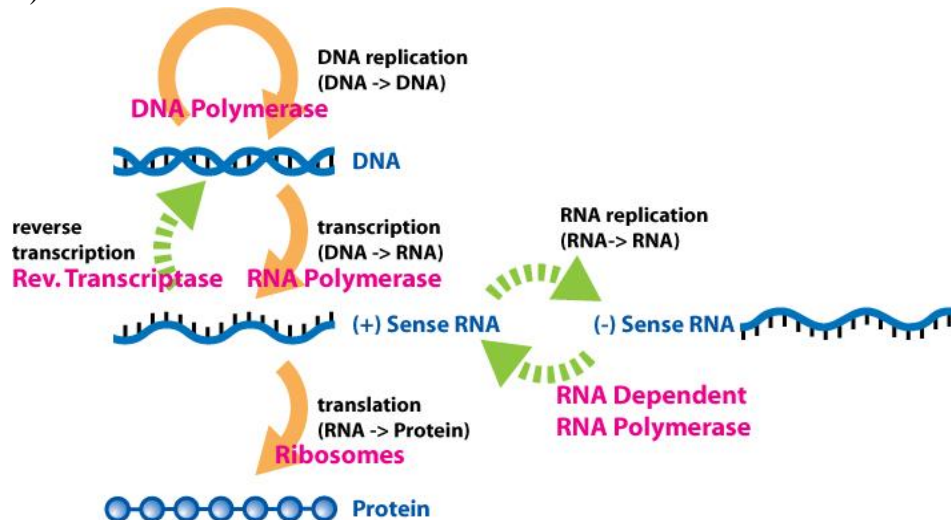 )
DNA replication
(DNA -> DNA)
DNA Polymerase
DNA
reverse
transcription
Rev. Transcriptase
transcription
(DNA -> RNA)
RNA Polymerase
RNA replication
(RNA-> RNA)
(+) Sense RNA
(-) Sense RNA
RNA Dependent
RNA Polymerase
translation
(RNA -> Protein)
Ribosomes
Protein